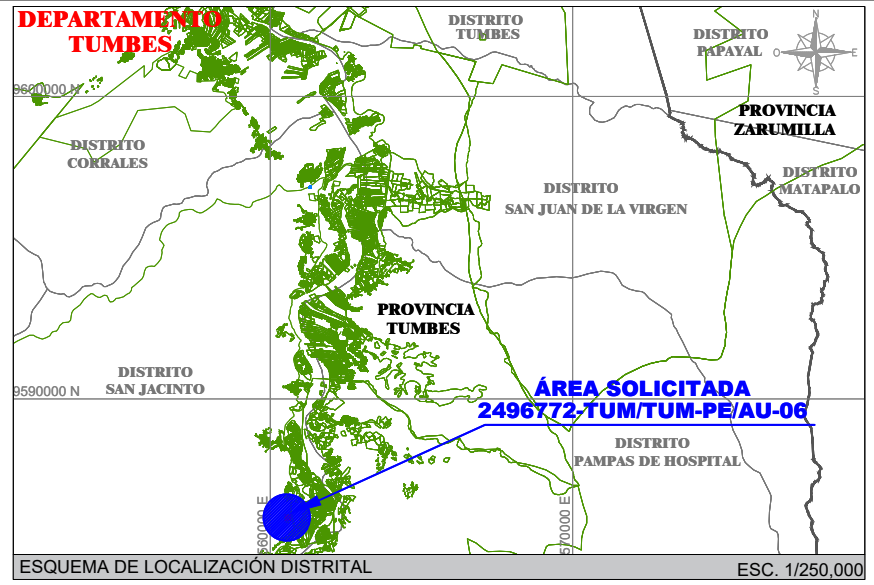 DEPARTAMENTO
TUMBES
DISTRITO
TUMBES
DISTRITO
PAPAYAL
N
O
E
S
9600000 N
PROVINCIA
ZARUMILLA
DISTRITO
CORRALES
DISTRITO
MATAPALO
DISTRITO
SAN JUAN DE LA VIRGEN
PROVINCIA
TUMBES
DISTRITO
SAN JACINTO
9590000 N
ÁREA SOLICITADA
2496772-TUM/TUM-PE/AU-06
DISTRITO
PAMPAS DE HOSPITAL
560000 E
570000 E
ESQUEMA DE LOCALIZACIÓN DISTRITAL
ESC. 1/250,000